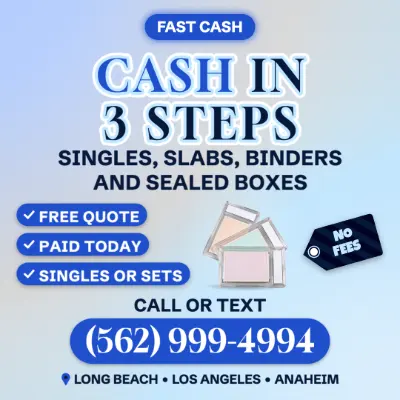 FAST CASH
CASH IN
3 STEPS
SINGLES, SLABS, BINDERS
AND SEALED BOXES
FREE QUOTE
PAID TODAY
SINGLES OR SETS
NO
FEES
CALL OR TEXT
(562) 999-4994
LONG BEACH • LOS ANGELES • ANAHEIM